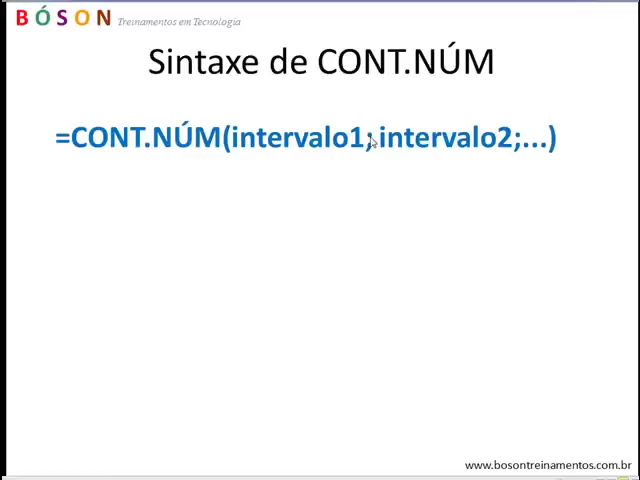 BÓSON Treinamentos em Tecnologia
Sintaxe de CONT.NÚM
=CONT.NÚM(intervalo1;intervalo2;...)
www.bosontreinamentos.com.br